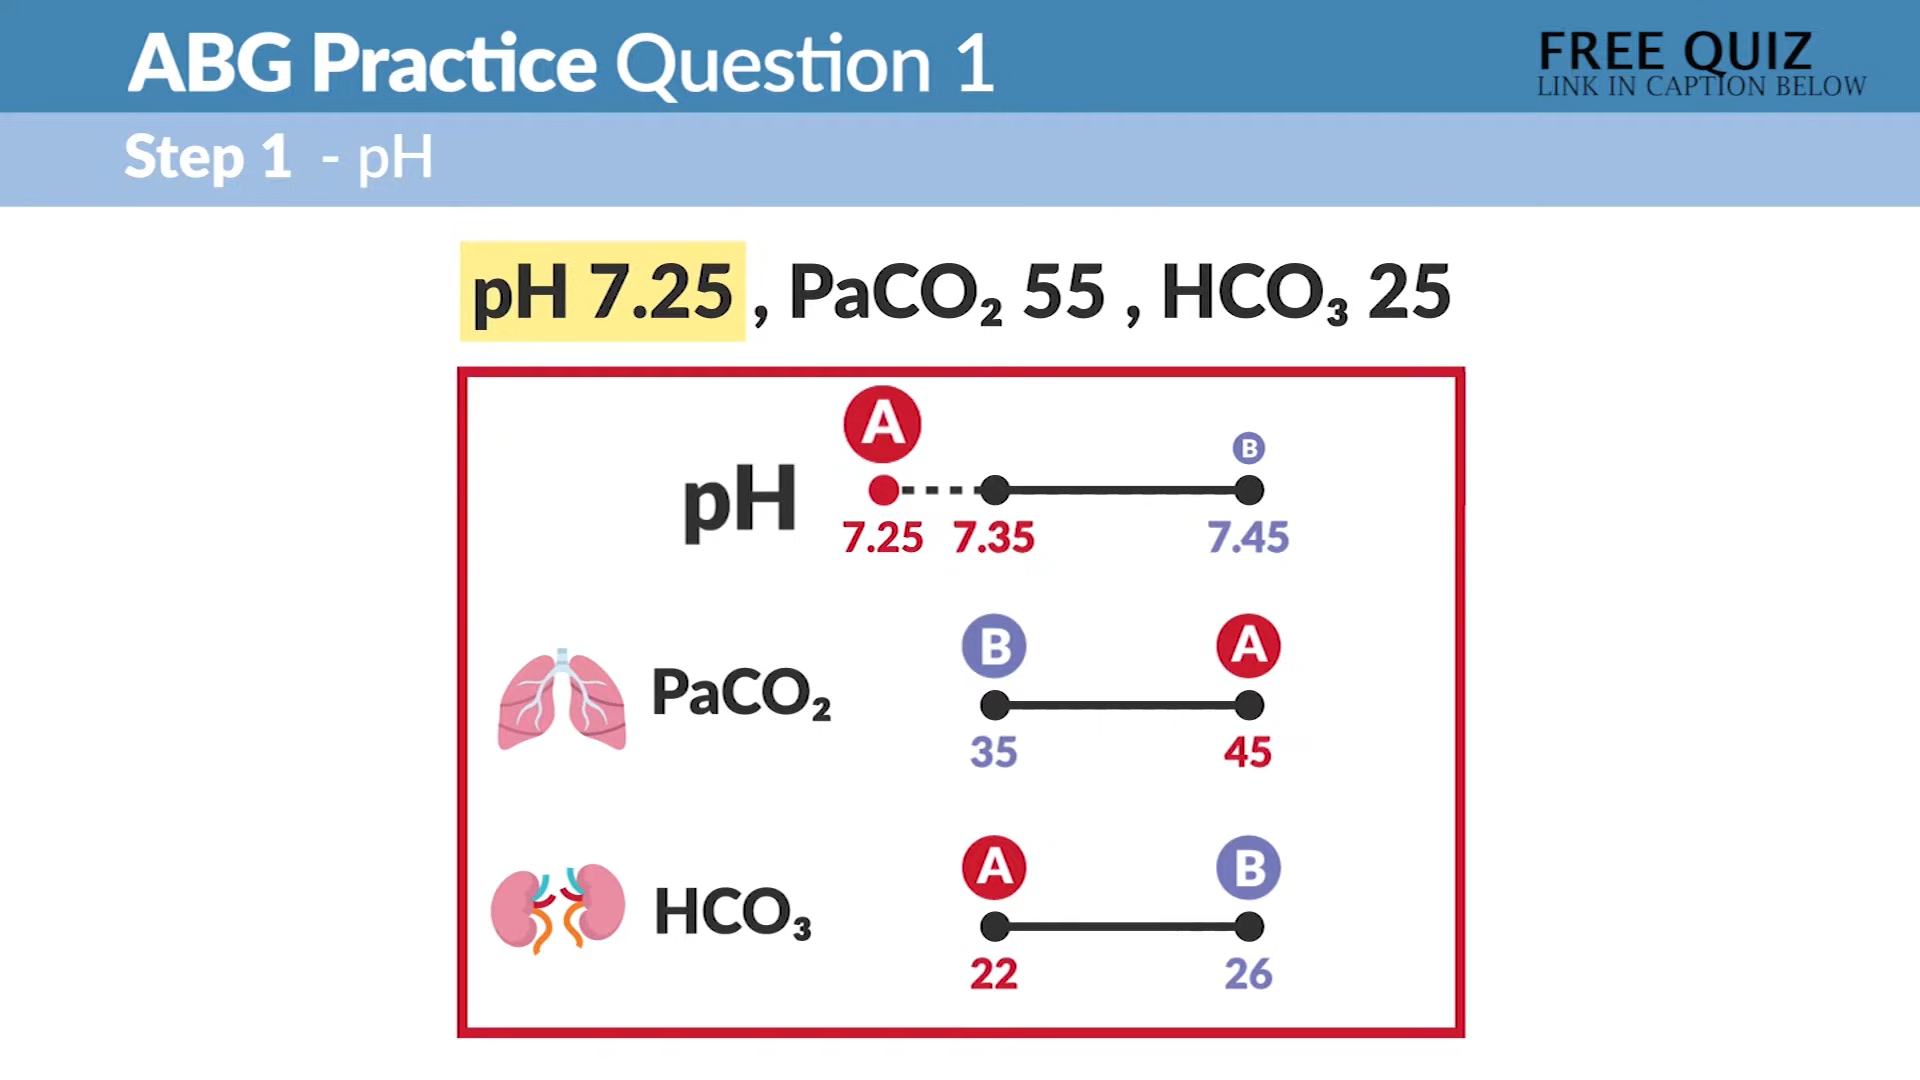 ABG Practice Question 1
FREE QUIZ
LINK IN CAPTION BELOW
Step 1 - pH
pH 7.25 , PaCO₂ 55 , HCO₃ 25
A
B
pH
7.25 7.35 7.45
B A
PaCO₂
35 45
A B
HCO₃
22 26